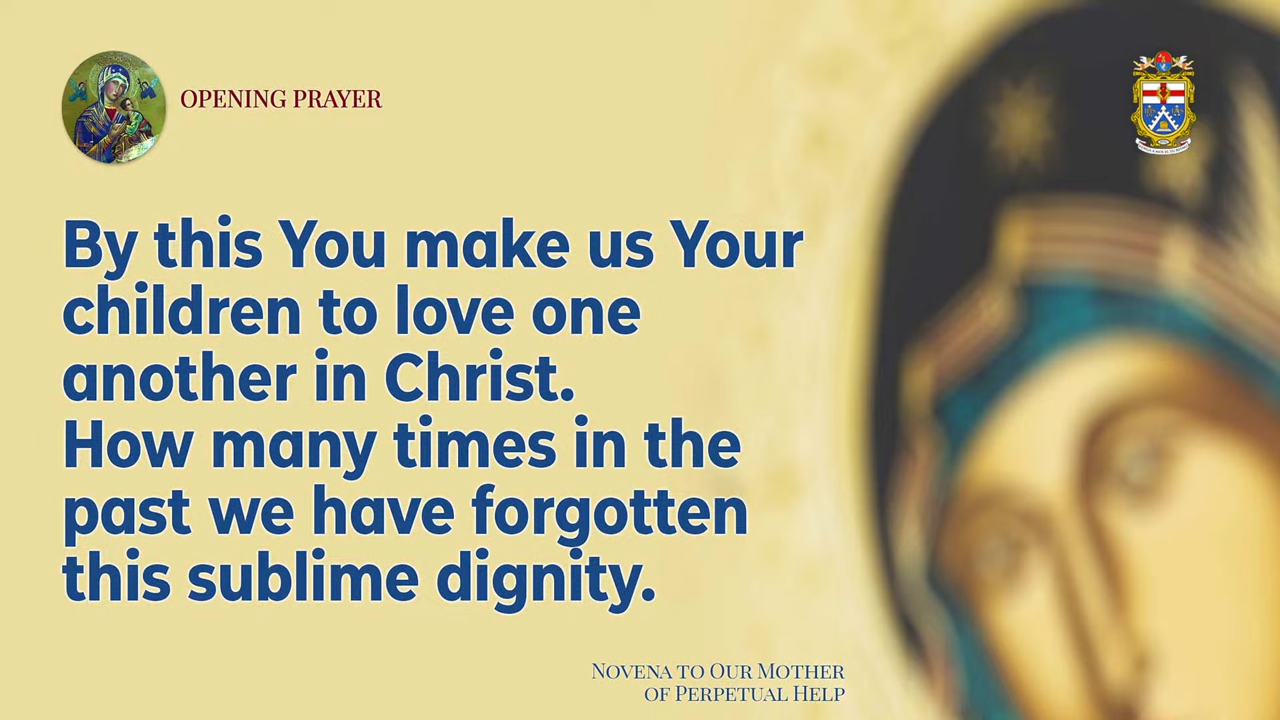 OPENING PRAYER
By this You make us Your
children to love one
another in Christ.
How many times in the
past we have forgotten
this sublime dignity.
NOVENA TO OUR MOTHER
OF PERPETUAL HELP